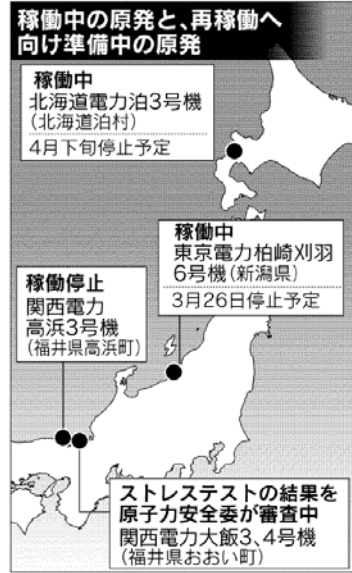 稼働中の原発と、再稼働へ
向け準備中の原発
稼働中
北海道電力泊3号機
(北海道泊村)
4月下旬停止予定
稼働中
東京電力柏崎刈羽
6号機(新潟県)
3月26日停止予定
稼働停止
関西電力
高浜3号機
(福井県高浜町)
ストレステストの結果を
原子力安全委が審査中
関西電力大飯3、4号機
(福井県おおい町)